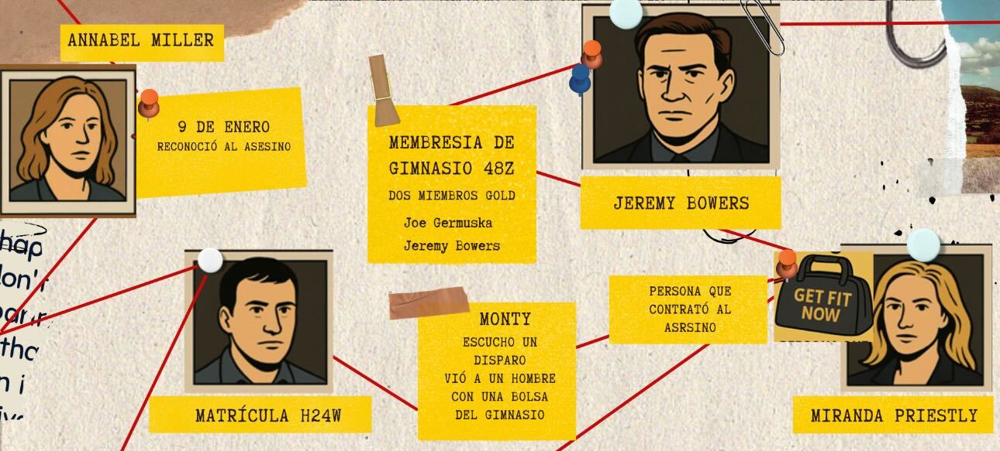 ANNABEL MILLER
9 DE ENERO
RECONOCIÓ AL ASESINO
MEMBRESIA DE
GIMNASIO 48Z
DOS MIEMBROS GOLD
Joe Germuska
Jeremy Bowers
JEREMY BOWERS
MATRÍCULA H24W
MONTY
ESCUCHO UN
DISPARO
VIÓ A UN HOMBRE
CON UNA BOLSA
DEL GIMNASIO
PERSONA QUE
CONTRATÓ AL
ASRSINO
GET FIT
NOW
MIRANDA PRIESTLY